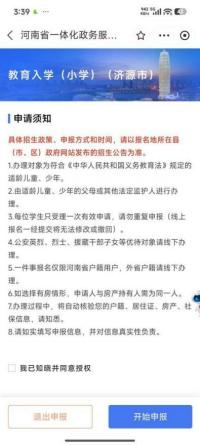 3:39
河南省一体化政务服...
教育入学（小学）（济源市）
申请须知
具体招生政策、申报方式和时间，请以报名地所在县
（市、区）政府网站发布的招生公告为准。
1.办理对象为符合《中华人民共和国义务教育法》规定的
适龄儿童、少年。
2.由适龄儿童、少年的父母或其他法定监护人进行办
理。
3.每位学生只受理一次有效申请，请勿重复申报（线上
报名一经提交将无法修改或撤回）。
4.公安英烈、烈士、援藏干部子女等优待对象请线下办
理。
5.一件事报名仅限河南省户籍用户，外省户籍请线下办
理。
6.如选择有房情形，申请人与房产持有人需为同一人。
7.办理过程中，将自动核验您的户籍、居住证、房产、社
保信息，请知悉。
8.请如实填写申报信息，并对信息真实性负责。
我已知晓并同意授权
退出申报
开始申报